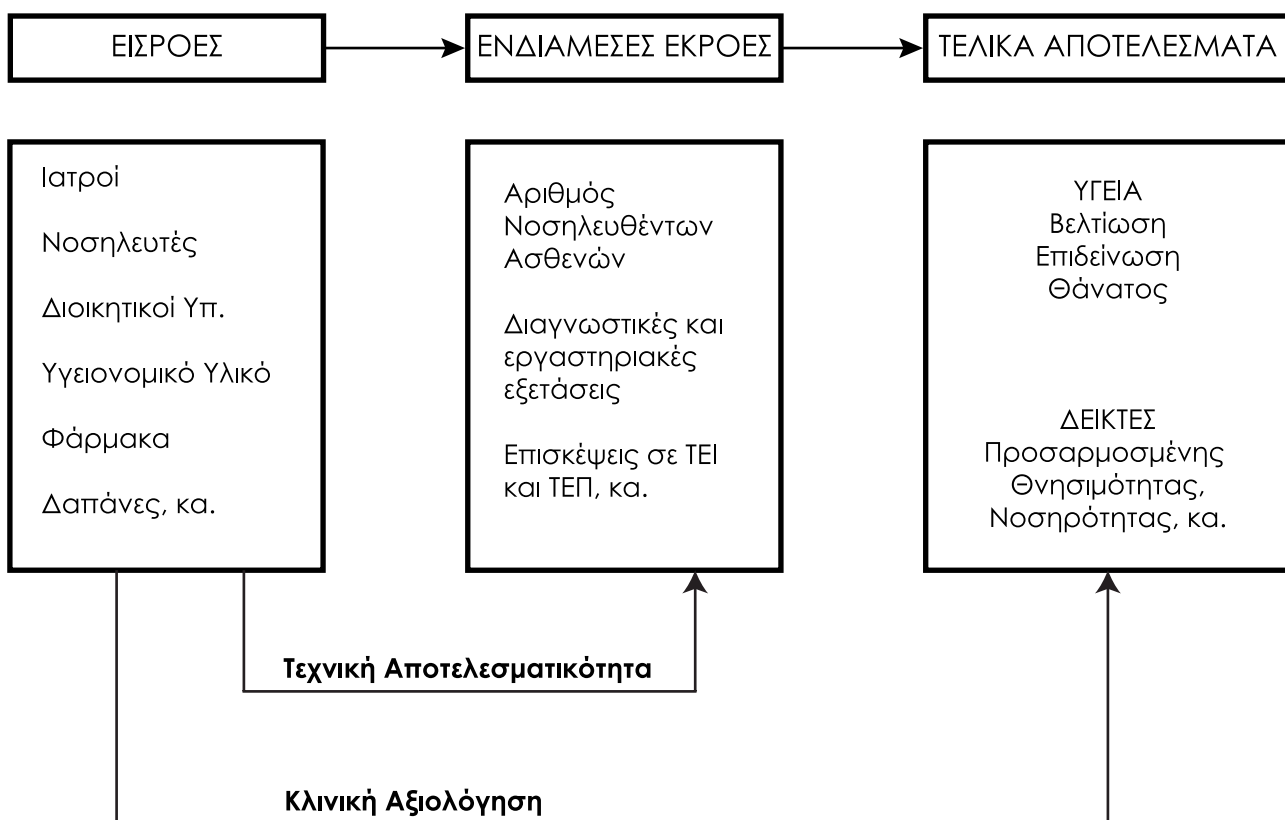 ΕΙΣΡΟΕΣ
ΕΝΔΙΑΜΕΣΕΣ ΕΚΡΟΕΣ
ΤΕΛΙΚΑ ΑΠΟΤΕΛΕΣΜΑΤΑ
Ιατροί
Νοσηλευτές
Διοικητικοί Υπ.
Υγειονομικό Υλικό
Φάρμακα
Δαπάνες, κα.
Αριθμός
Νοσηλευθέντων
Ασθενών
Διαγνωστικές και
εργαστηριακές
εξετάσεις
Επισκέψεις σε ΤΕΙ
και ΤΕΠ, κα.
ΥΓΕΙΑ
Βελτίωση
Επιδείνωση
Θάνατος
ΔΕΙΚΤΕΣ
Προσαρμοσμένης
Θνησιμότητας,
Νοσηρότητας, κα.
Τεχνική Αποτελεσματικότητα
Κλινική Αξιολόγηση